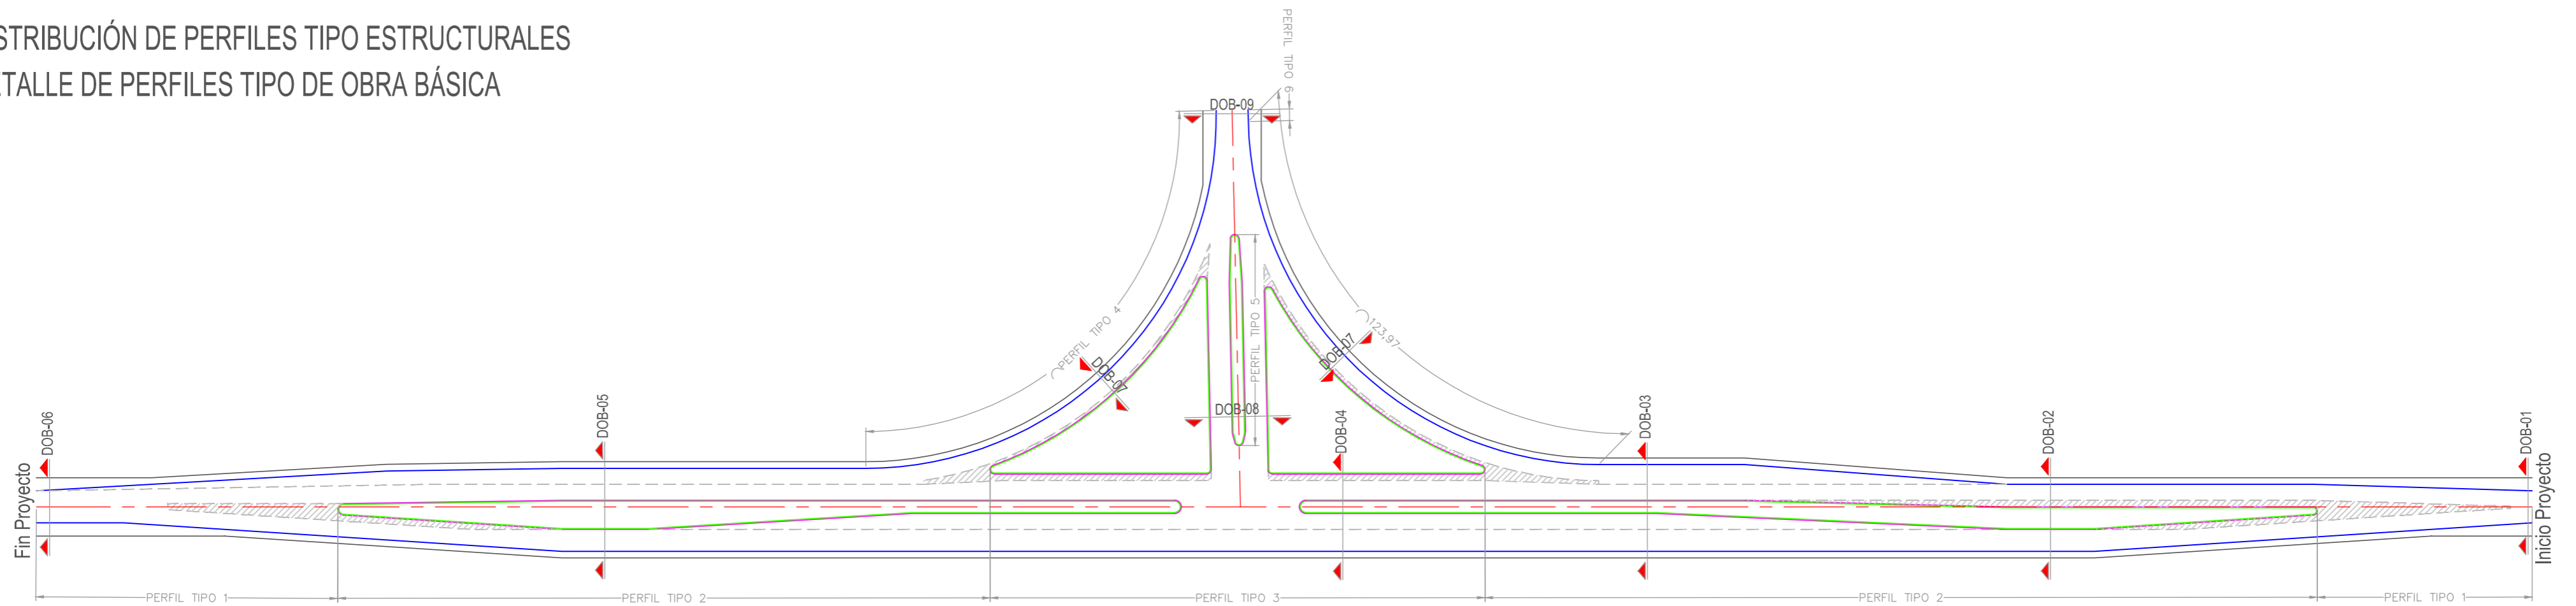 STRIBUCIÓN DE PERFILES TIPO ESTRUCTURALES
ETALLE DE PERFILES TIPO DE OBRA BÁSICA
PERFIL TIPO 6
DOB-09
PERFIL TIPO 4
PERFIL TIPO 5
123,97
DOB-07
DOB-07
DOB-08
DOB-06
DOB-05
DOB-04
DOB-03
DOB-02
DOB-01
Fin Proyecto
Inicio Proyecto
PERFIL TIPO 1
PERFIL TIPO 2
PERFIL TIPO 3
PERFIL TIPO 2
PERFIL TIPO 1